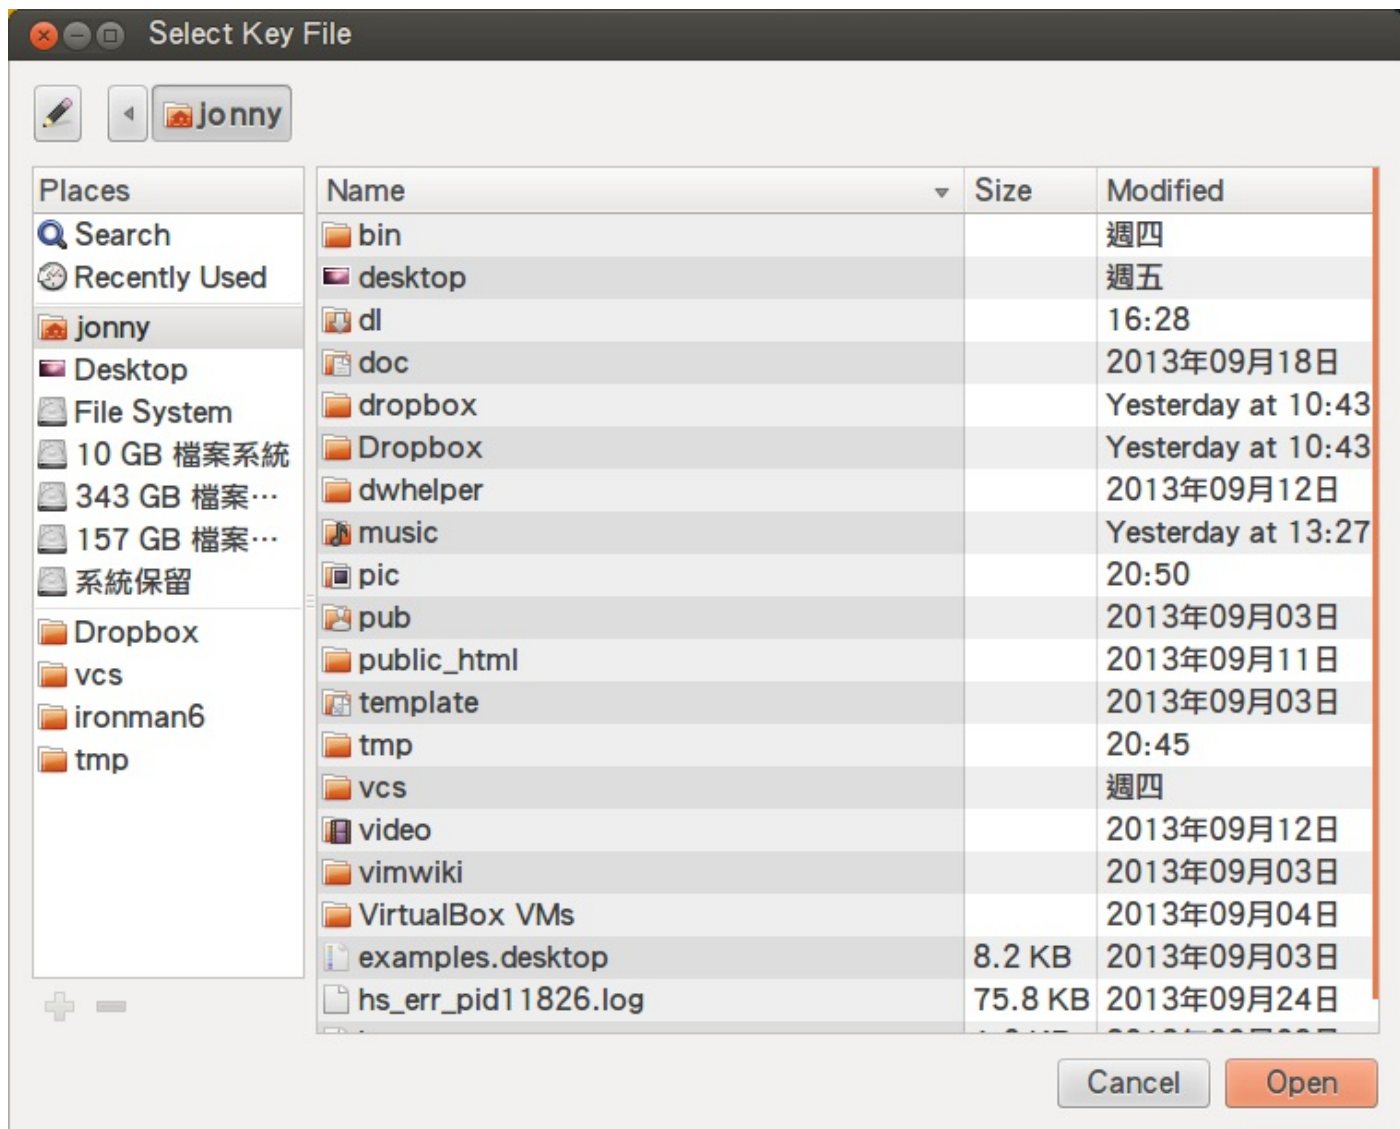 Select Key File
jonny
Places
Search
Recently Used
jonny
Desktop
File System
10 GB 檔案系統
343 GB 檔案…
157 GB 檔案…
系統保留
Dropbox
vcs
ironman6
tmp
Name Size Modified
bin 週四
desktop 週五
dl 16:28
doc 2013年09月18日
dropbox Yesterday at 10:43
Dropbox Yesterday at 10:43
dwhelper 2013年09月12日
music Yesterday at 13:27
pic 20:50
pub 2013年09月03日
public_html 2013年09月11日
template 2013年09月03日
tmp 20:45
vcs 週四
video 2013年09月12日
vimwiki 2013年09月03日
VirtualBox VMs 2013年09月04日
examples.desktop 8.2 KB 2013年09月03日
hs_err_pid11826.log 75.8 KB 2013年09月24日
Cancel Open